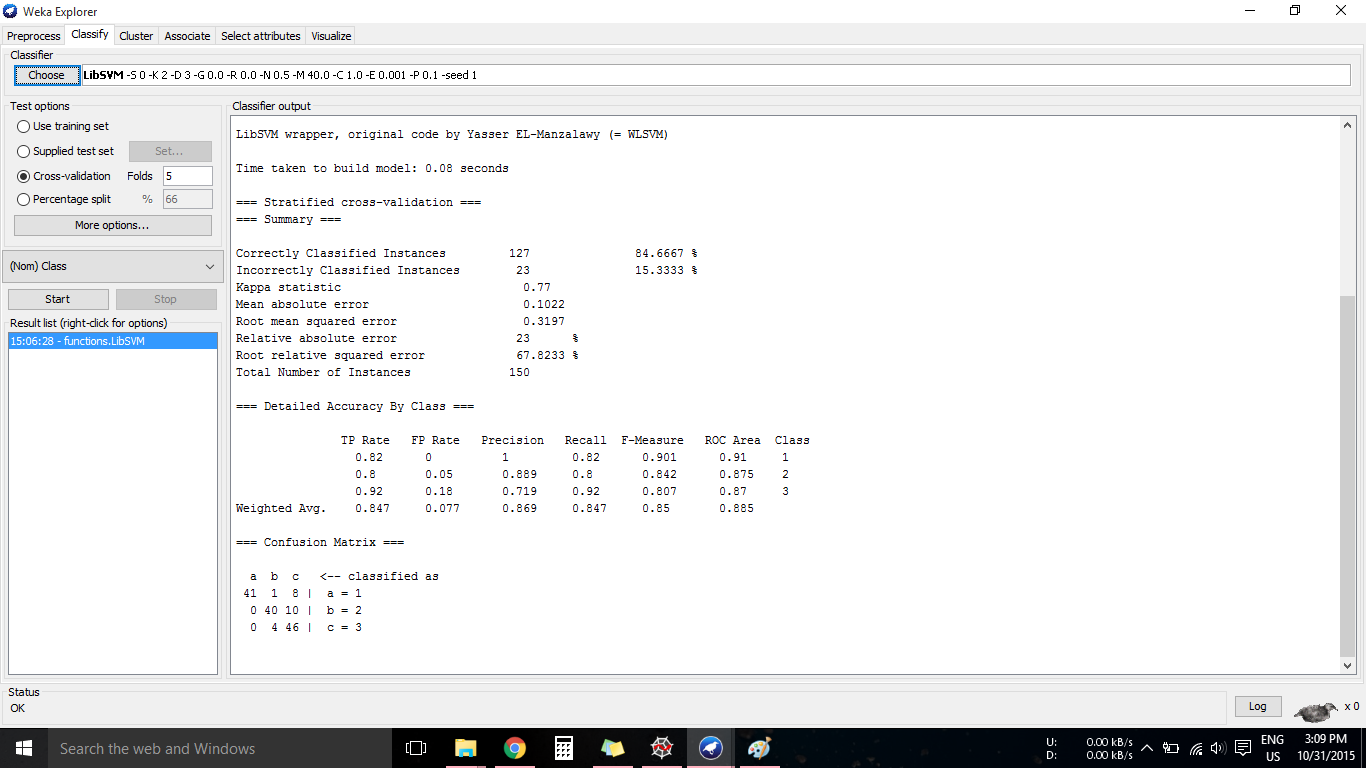 Weka Explorer
Preprocess Classify Cluster Associate Select attributes Visualize
Classifier
Choose LibSVM -S 0 -K 2 -D 3 -G 0.0 -R 0.0 -N 0.5 -M 40.0 -C 1.0 -E 0.001 -P 0.1 -seed 1
Test options
Use training set
Supplied test set Set...
Cross-validation Folds 5
Percentage split % 66
More options...
(Nom) Class
Start Stop
Result list (right-click for options)
15:06:28 - functions.LibSVM
Classifier output
LibSVM wrapper, original code by Yasser EL-Manzalawy (= WLSVM)
Time taken to build model: 0.08 seconds
=== Stratified cross-validation ===
=== Summary ===
Correctly Classified Instances 127 84.6667 %
Incorrectly Classified Instances 23 15.3333 %
Kappa statistic 0.77
Mean absolute error 0.1022
Root mean squared error 0.3197
Relative absolute error 23 %
Root relative squared error 67.8233 %
Total Number of Instances 150
=== Detailed Accuracy By Class ===
TP Rate FP Rate Precision Recall F-Measure ROC Area Class
0.82 0 1 0.82 0.901 0.91 1
0.8 0.05 0.889 0.8 0.842 0.875 2
0.92 0.18 0.719 0.92 0.807 0.87 3
Weighted Avg. 0.847 0.077 0.869 0.847 0.85 0.885
=== Confusion Matrix ===
a b c <-- classified as
41 1 8 | a = 1
0 40 10 | b = 2
0 4 46 | c = 3
Status
OK
Log x 0
Search the web and Windows
U: 0.00 kB/s
D: 0.00 kB/s
ENG
US
3:09 PM
10/31/2015